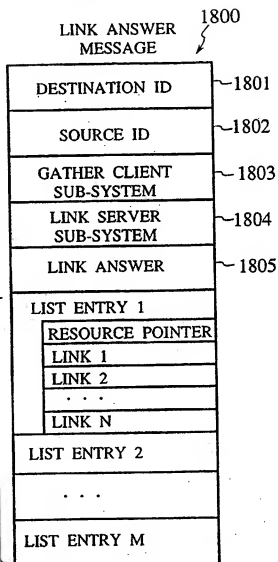 LINK ANSWER
MESSAGE
1800
DESTINATION ID
1801
SOURCE ID
1802
GATHER CLIENT
SUB-SYSTEM
1803
LINK SERVER
SUB-SYSTEM
1804
LINK ANSWER
1805
LIST ENTRY 1
RESOURCE POINTER
LINK 1
LINK 2
. . .
LINK N
LIST ENTRY 2
. . .
LIST ENTRY M